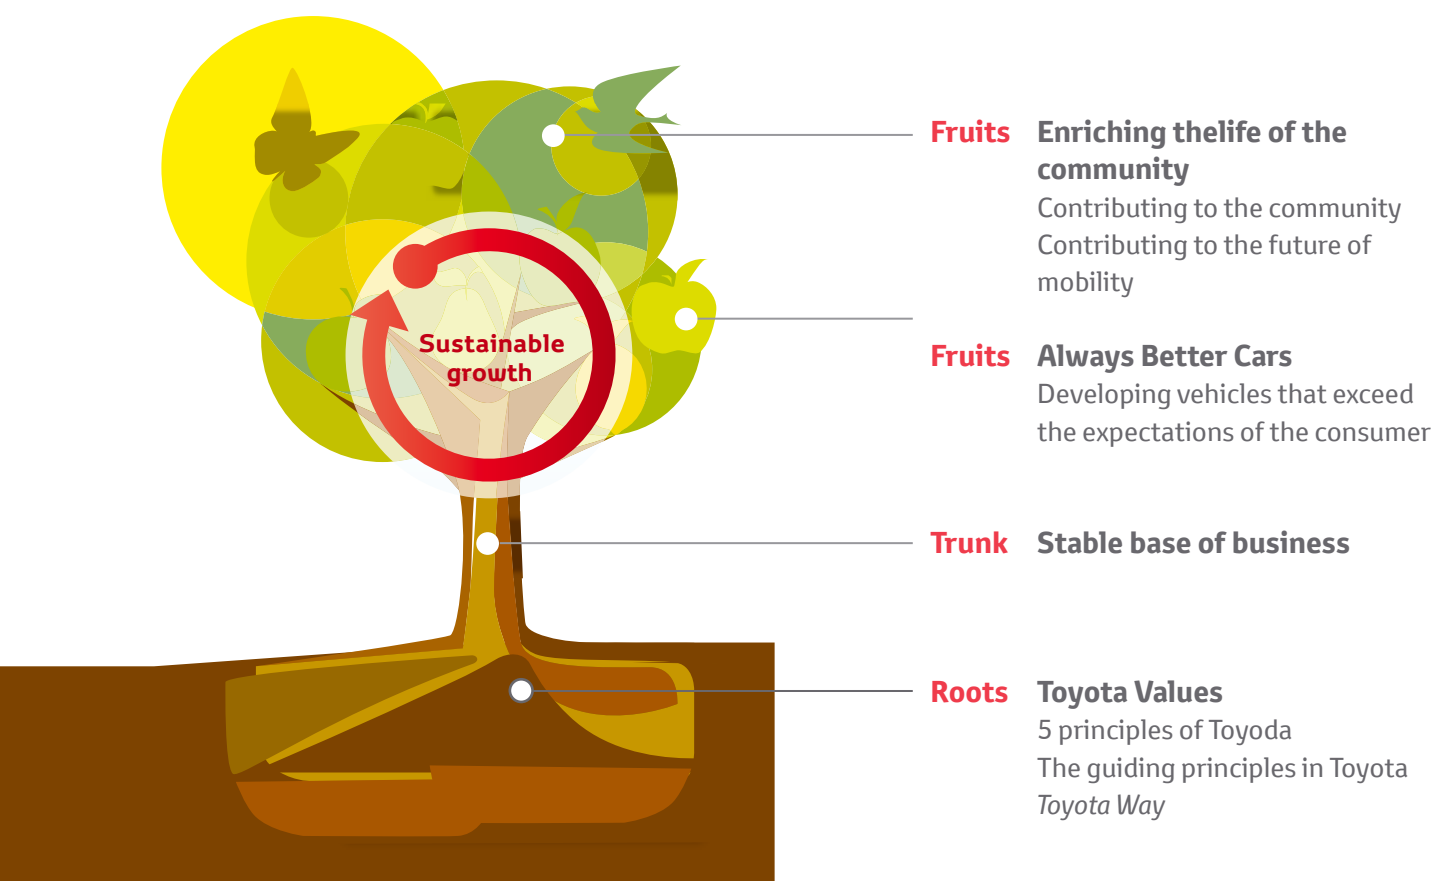 Fruits Enriching thelife of the
community
Contributing to the community
Contributing to the future of
mobility
Sustainable
growth
Fruits Always Better Cars
Developing vehicles that exceed
the expectations of the consumer
Trunk Stable base of business
Roots Toyota Values
5 principles of Toyoda
The guiding principles in Toyota
Toyota Way